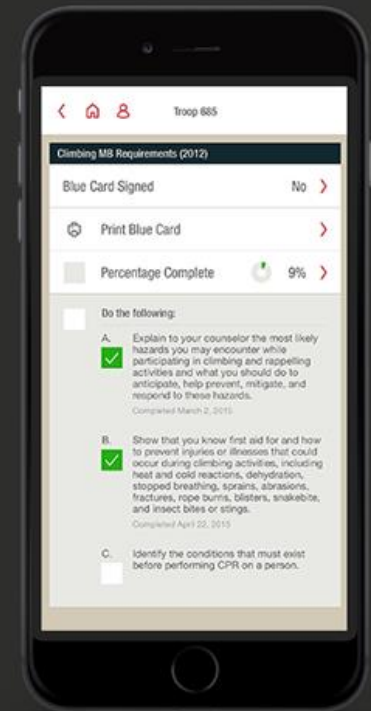 Troop 685
Climbing MB Requirements (2012)
Blue Card Signed No
Print Blue Card
Percentage Complete 9%
Do the following:
A. Explain to your counselor the most likely
hazards you may encounter while
participating in climbing and rappelling
activities and what you should do to
anticipate, help prevent, mitigate, and
respond to these hazards.
Completed March 2, 2015
B. Show that you know first aid for and how
to prevent injuries or illnesses that could
occur during climbing activities, including
heat and cold reactions, dehydration,
stopped breathing, sprains, abrasions,
fractures, rope burns, blisters, snakebite,
and insect bites or stings.
Completed April 22, 2015
C. Identify the conditions that must exist
before performing CPR on a person.